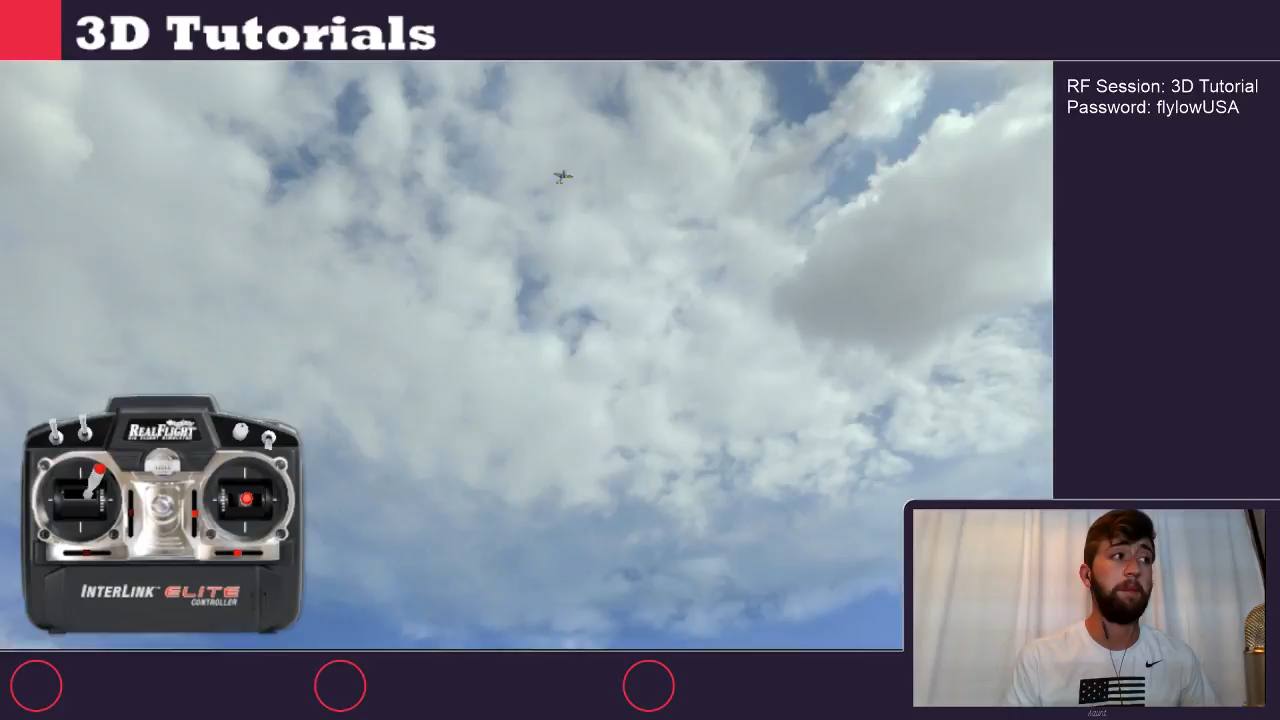 3D Tutorials
RF Session: 3D Tutorial
Password: flylowUSA
REALFLIGHT
INTERLINK ELITE
CONTROLLER